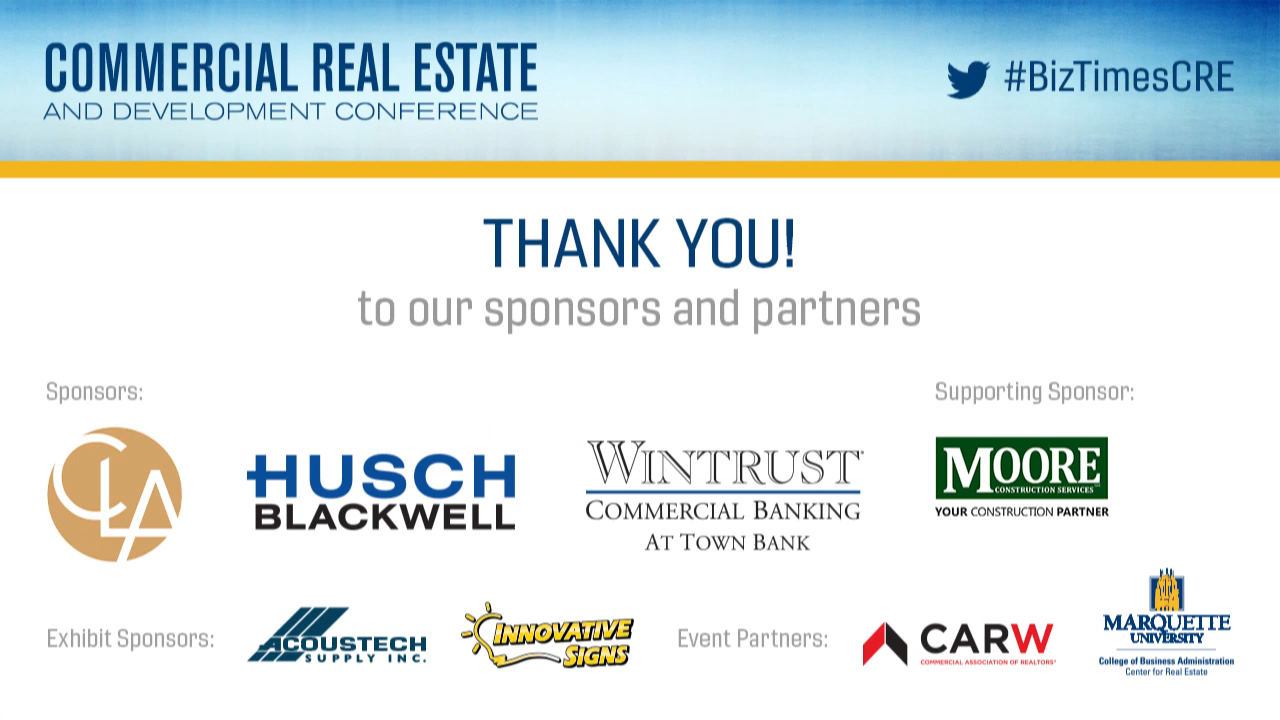 COMMERCIAL REAL ESTATE
AND DEVELOPMENT CONFERENCE
#BizTimesCRE
THANK YOU!
to our sponsors and partners
Sponsors:
CLA
HUSCH
BLACKWELL
WINTRUST
COMMERCIAL BANKING
AT TOWN BANK
Supporting Sponsor:
MOORE
CONSTRUCTION SERVICES
YOUR CONSTRUCTION PARTNER
Exhibit Sponsors:
ACOUSTECH
SUPPLY INC.
INNOVATIVE
SIGNS
Event Partners:
CARW
COMMERCIAL ASSOCIATION OF REALTORS®
MARQUETTE
UNIVERSITY
College of Business Administration
Center for Real Estate